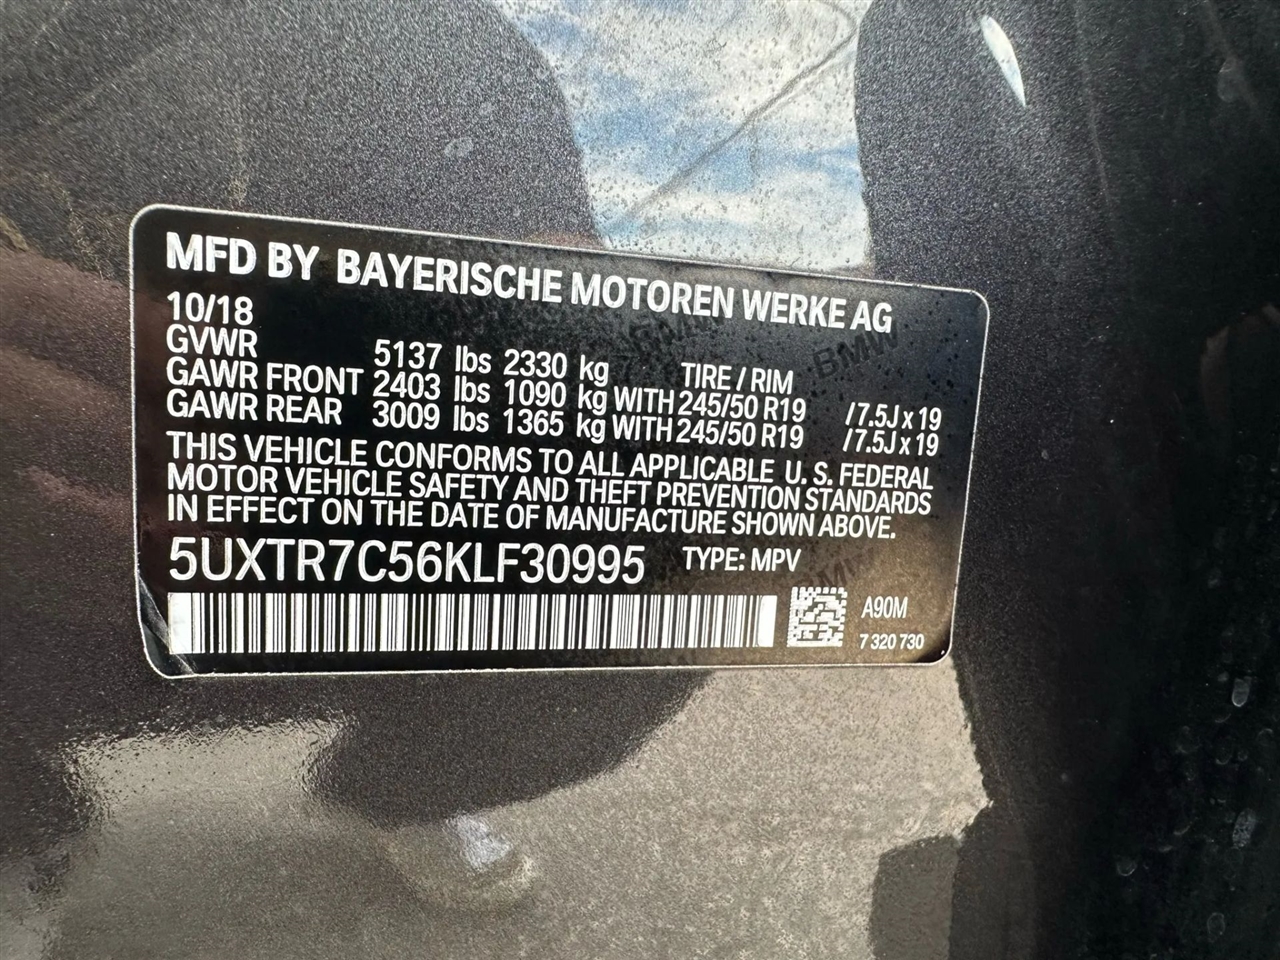 MFD BY BAYERISCHE MOTOREN WERKE AG
10/18
GVWR 5137 lbs 2330 kg TIRE / RIM
GAWR FRONT 2403 lbs 1090 kg WITH 245/50 R19 /7.5J x 19
GAWR REAR 3009 lbs 1365 kg WITH 245/50 R19 /7.5J x 19
THIS VEHICLE CONFORMS TO ALL APPLICABLE U. S. FEDERAL
MOTOR VEHICLE SAFETY AND THEFT PREVENTION STANDARDS
IN EFFECT ON THE DATE OF MANUFACTURE SHOWN ABOVE.
5UXTR7C56KLF30995 TYPE: MPV
A90M
7 320 730
BMW
BMW